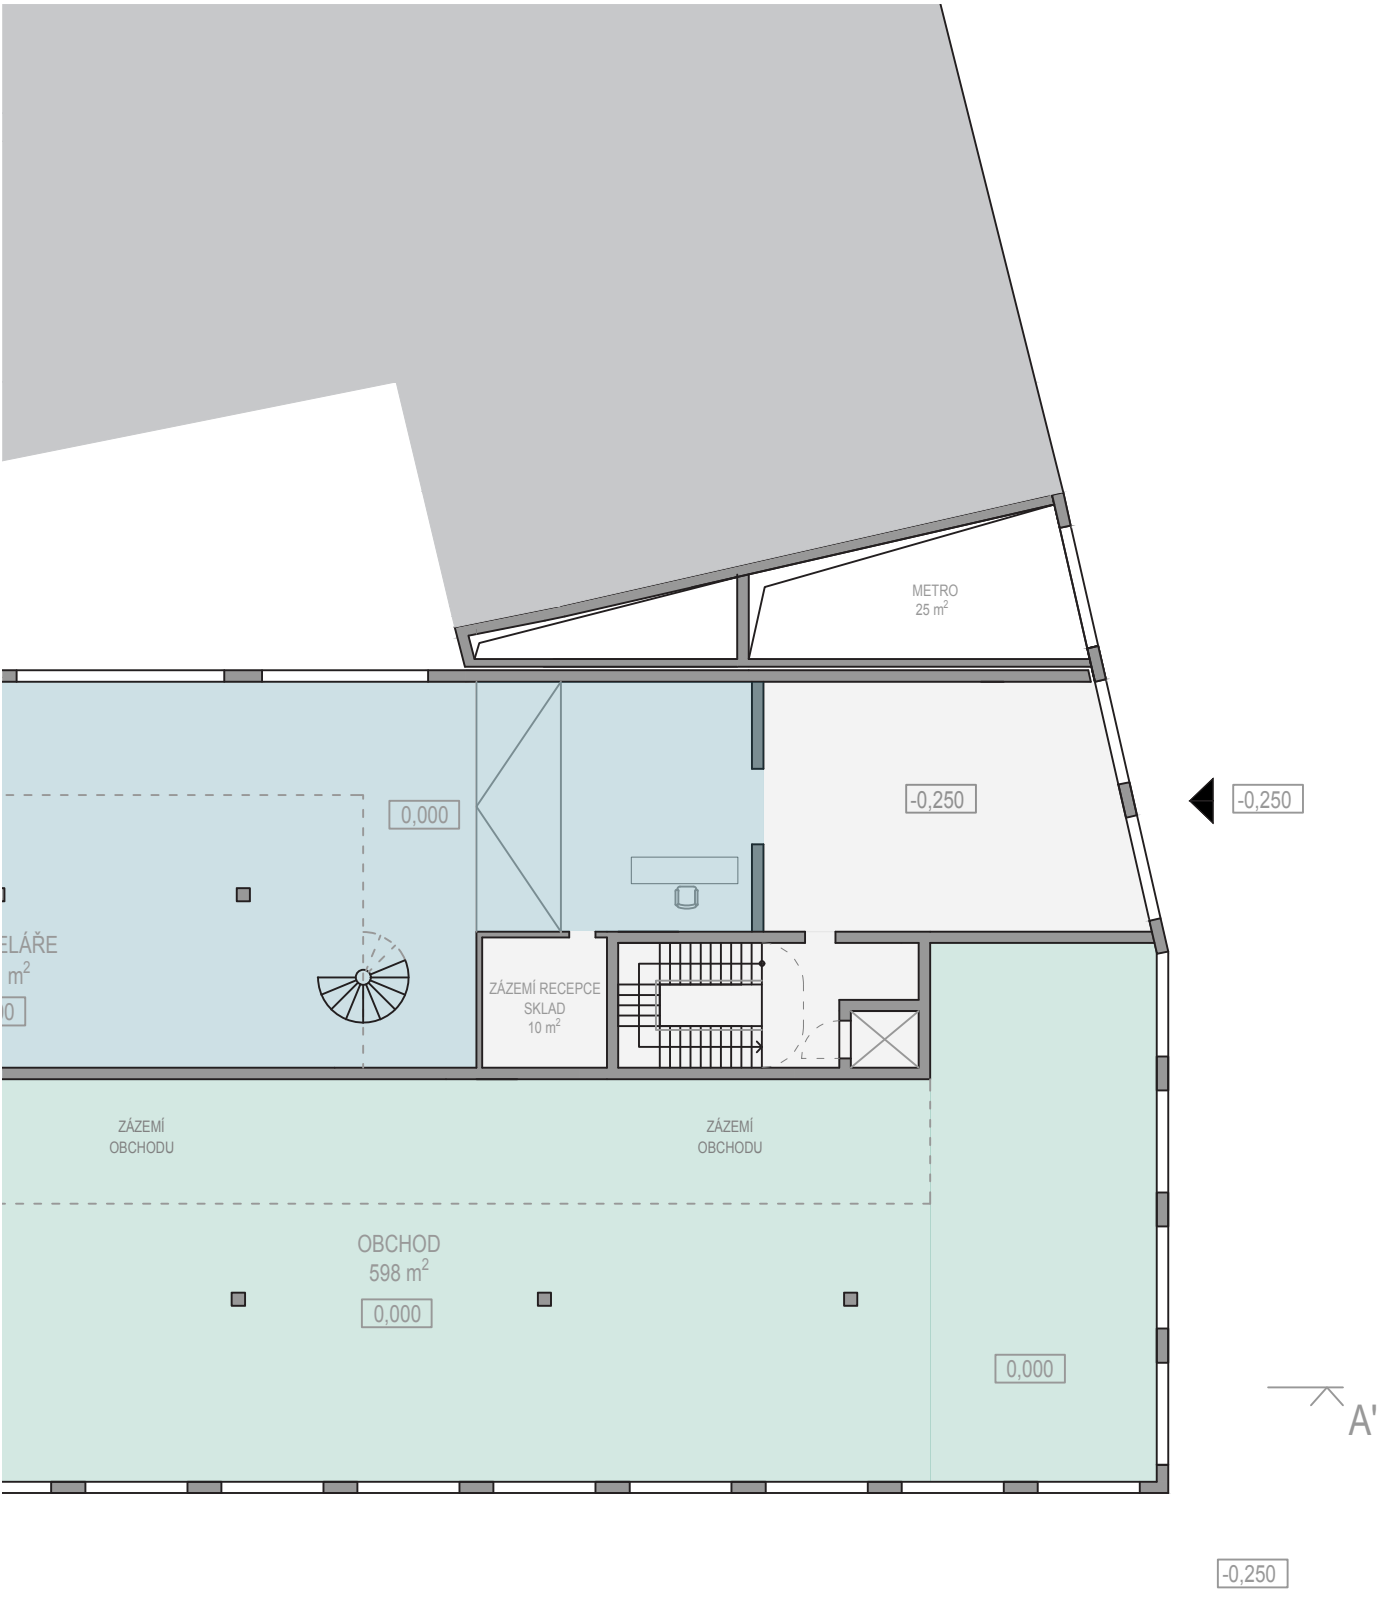 METRO
25 m²
-0,250
-0,250
0,000
ELÁŘE
m²
ZÁZEMÍ RECEPCE
SKLAD
10 m²
ZÁZEMÍ
OBCHODU
ZÁZEMÍ
OBCHODU
OBCHOD
598 m²
0,000
0,000
A'
-0,250